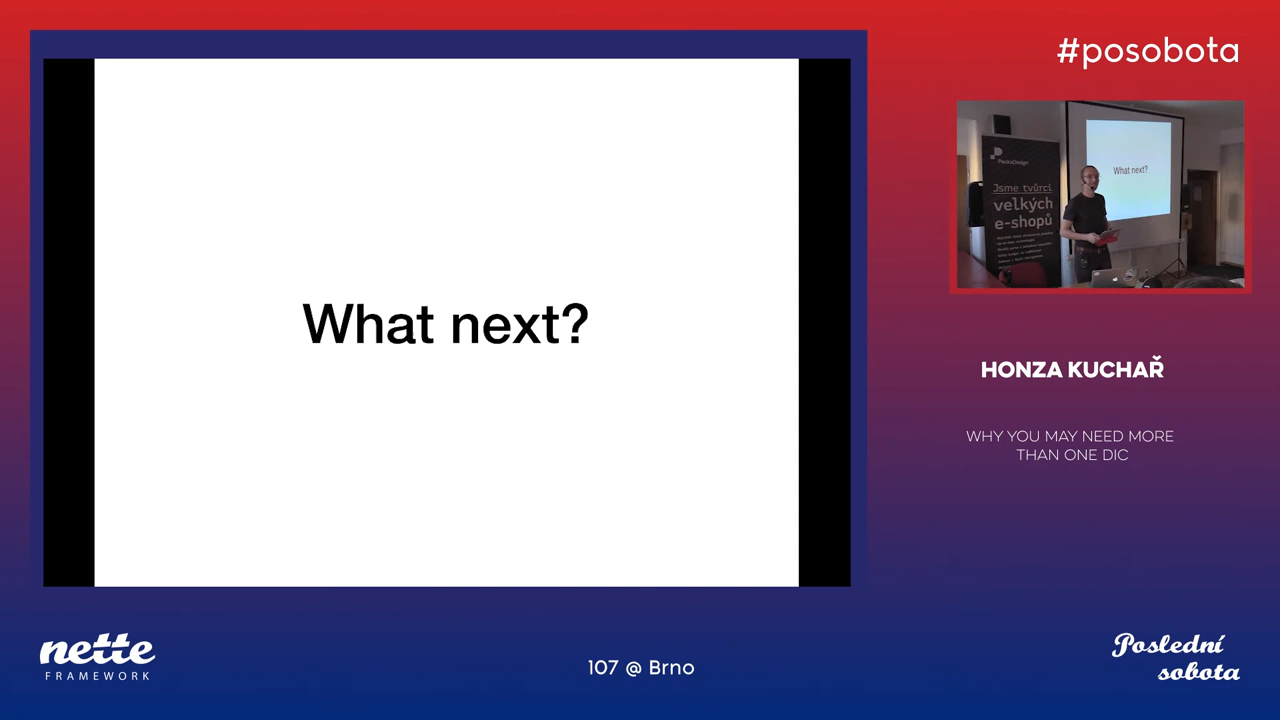 #posobota
What next?
PeckaDesign
Jsme tvůrci
velkých
e-shopů
What next?
HONZA KUCHAŘ
WHY YOU MAY NEED MORE
THAN ONE DIC
nette
FRAMEWORK
107 @ Brno
Poslední
sobota